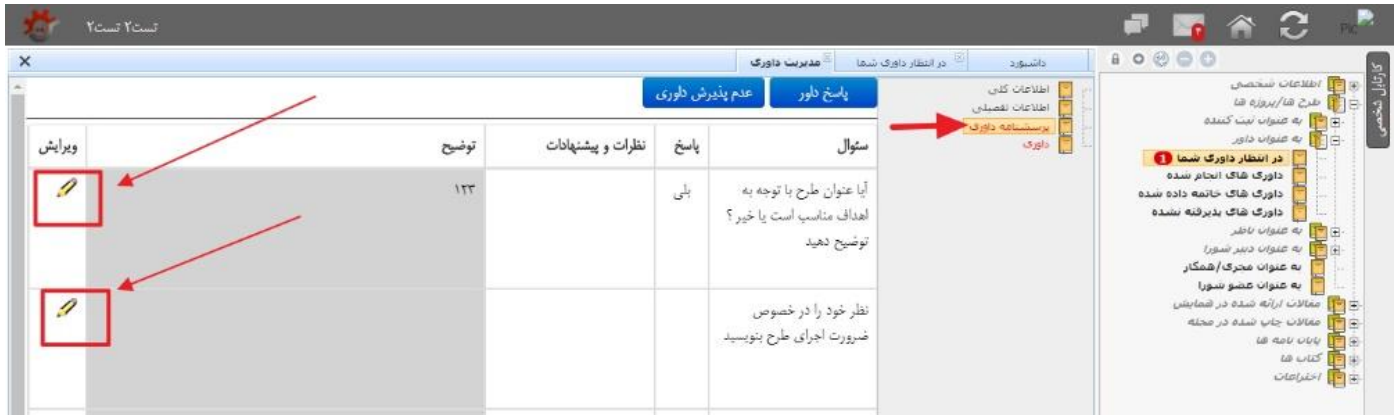 تست۲ تست۲
کارتابل شخصی
اطلاعات شخصی
طرح ها/پروژه ها
به عنوان ثبت کننده
به عنوان داور
در انتظار داوری شما 1
داوری های انجام شده
داوری های خاتمه داده شده
داوری های پذیرفته نشده
به عنوان ناظر
به عنوان دبیر شورا
به عنوان مجری/همکار
به عنوان عضو شورا
مقالات ارائه شده در همایش
مقالات چاپ شده در مجله
پایان نامه ها
کتاب ها
اختراعات
داشبورد
در انتظار داوری شما
مدیریت داوری
اطلاعات کلی
اطلاعات تفصیلی
پرسشنامه داوری
داوری
پاسخ داور
عدم پذیرش داوری
سئوال
پاسخ
نظرات و پیشنهادات
توضیح
ویرایش
آیا عنوان طرح با توجه به
اهداف مناسب است یا خیر ؟
توضیح دهید
بلی
۱۲۳
نظر خود را در خصوص
ضرورت اجرای طرح بنویسید